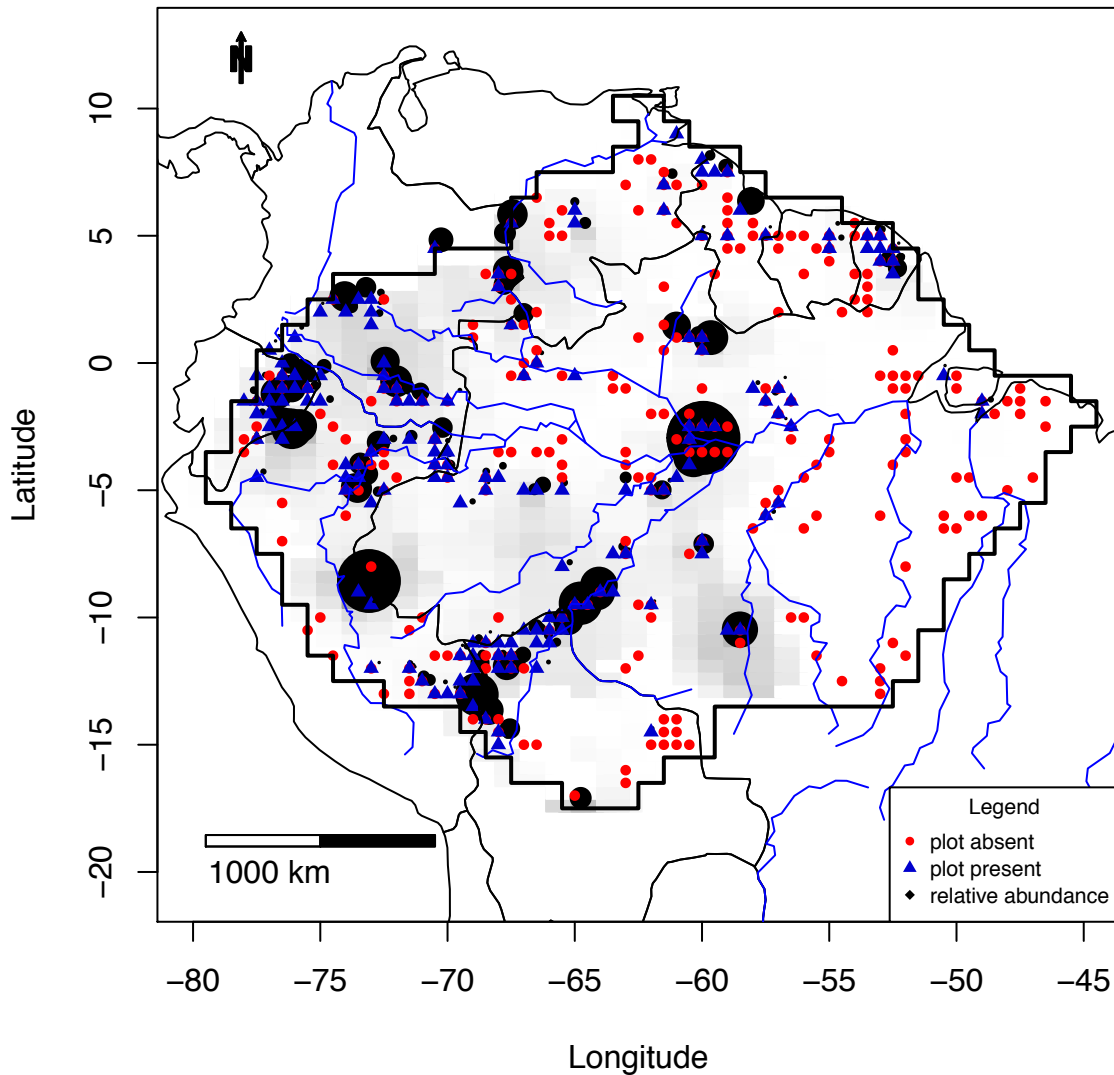 N
10
5
0
−5
−10
−15
−20
Latitude
1000 km
Legend
plot absent
plot present
relative abundance
−80 −75 −70 −65 −60 −55 −50 −45
Longitude